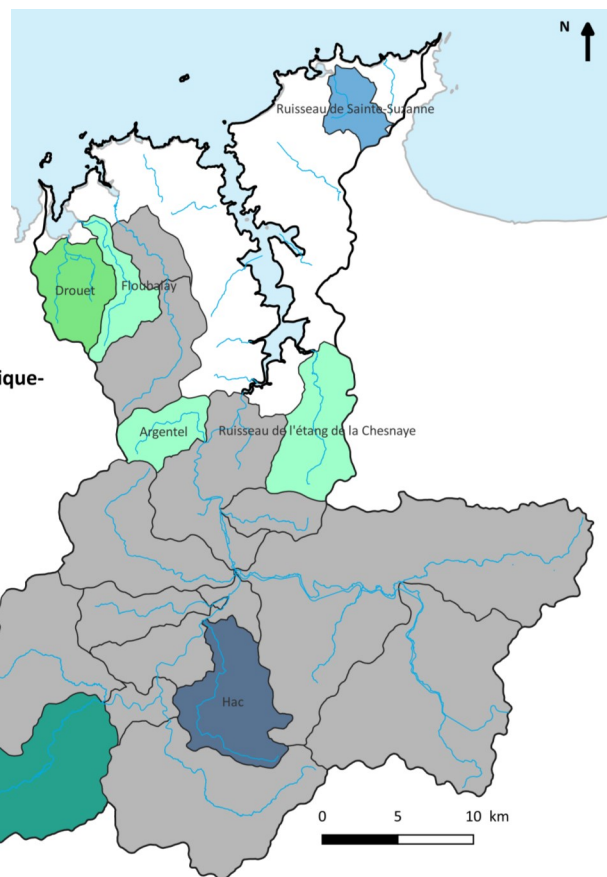 N
Ruisseau de Sainte-Suzanne
Drouet
Floubalay
ique-
Argentel
Ruisseau de l'étang de la Chesnaye
Hac
0 5 10 km